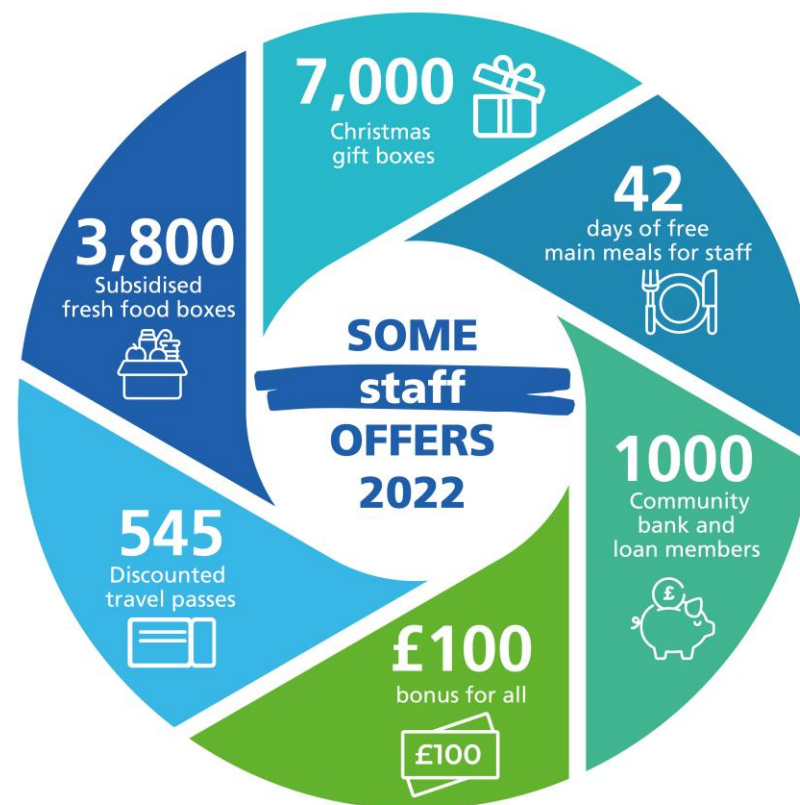 SOME
staff
OFFERS
2022
7,000
Christmas
gift boxes
42
days of free
main meals for staff
1000
Community
bank and
loan members
£
£100
bonus for all
£100
545
Discounted
travel passes
3,800
Subsidised
fresh food boxes